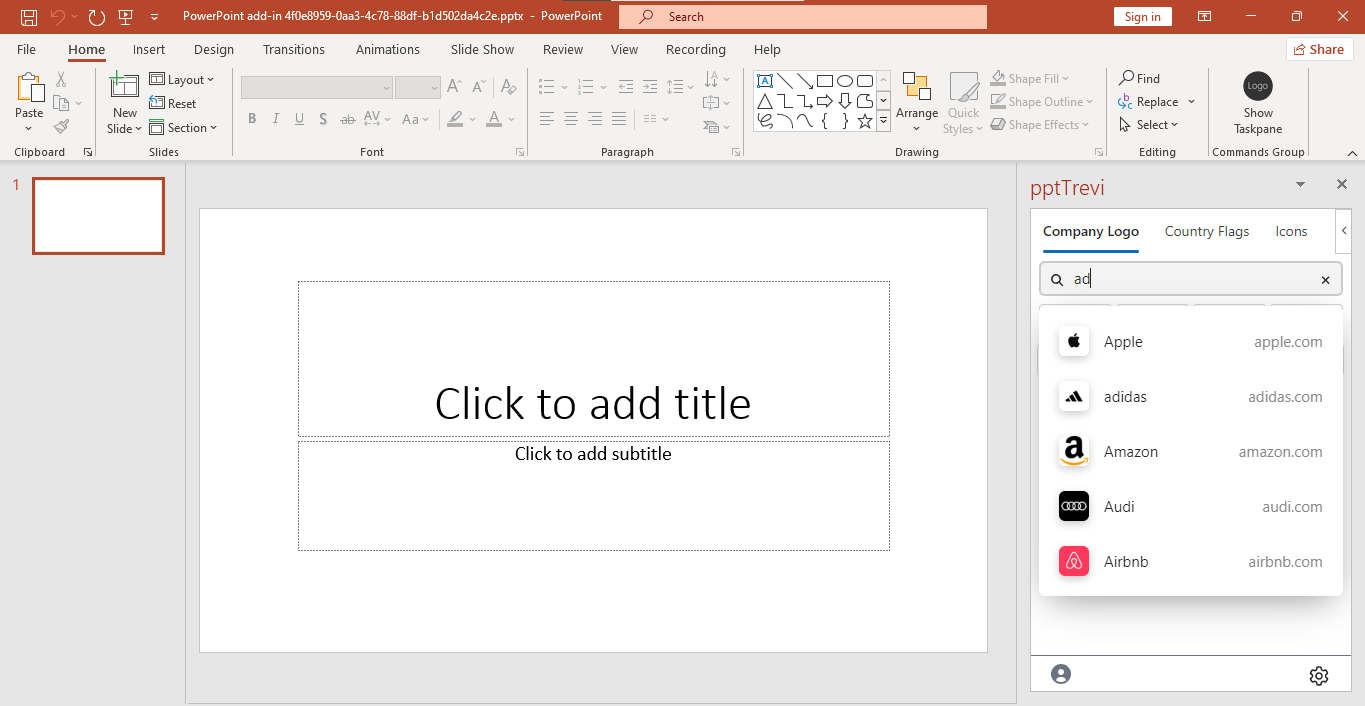 PowerPoint add-in 4f0e8959-0aa3-4c78-88df-b1d502da4c2e.pptx - PowerPoint
Search
Sign in
File Home Insert Design Transitions Animations Slide Show Review View Recording Help
Share
Paste
Clipboard
New
Slide
Layout
Reset
Section
Slides
B I U S ab AV Aa A
A A A
Font
Paragraph
A
Drawing
Arrange
Quick
Styles
Shape Fill
Shape Outline
Shape Effects
Find
Replace
Select
Editing
Logo
Show
Taskpane
Commands Group
1
Click to add title
Click to add subtitle
pptTrevi
Company Logo Country Flags Icons
ad
Apple apple.com
adidas adidas.com
a Amazon amazon.com
Audi audi.com
Airbnb airbnb.com